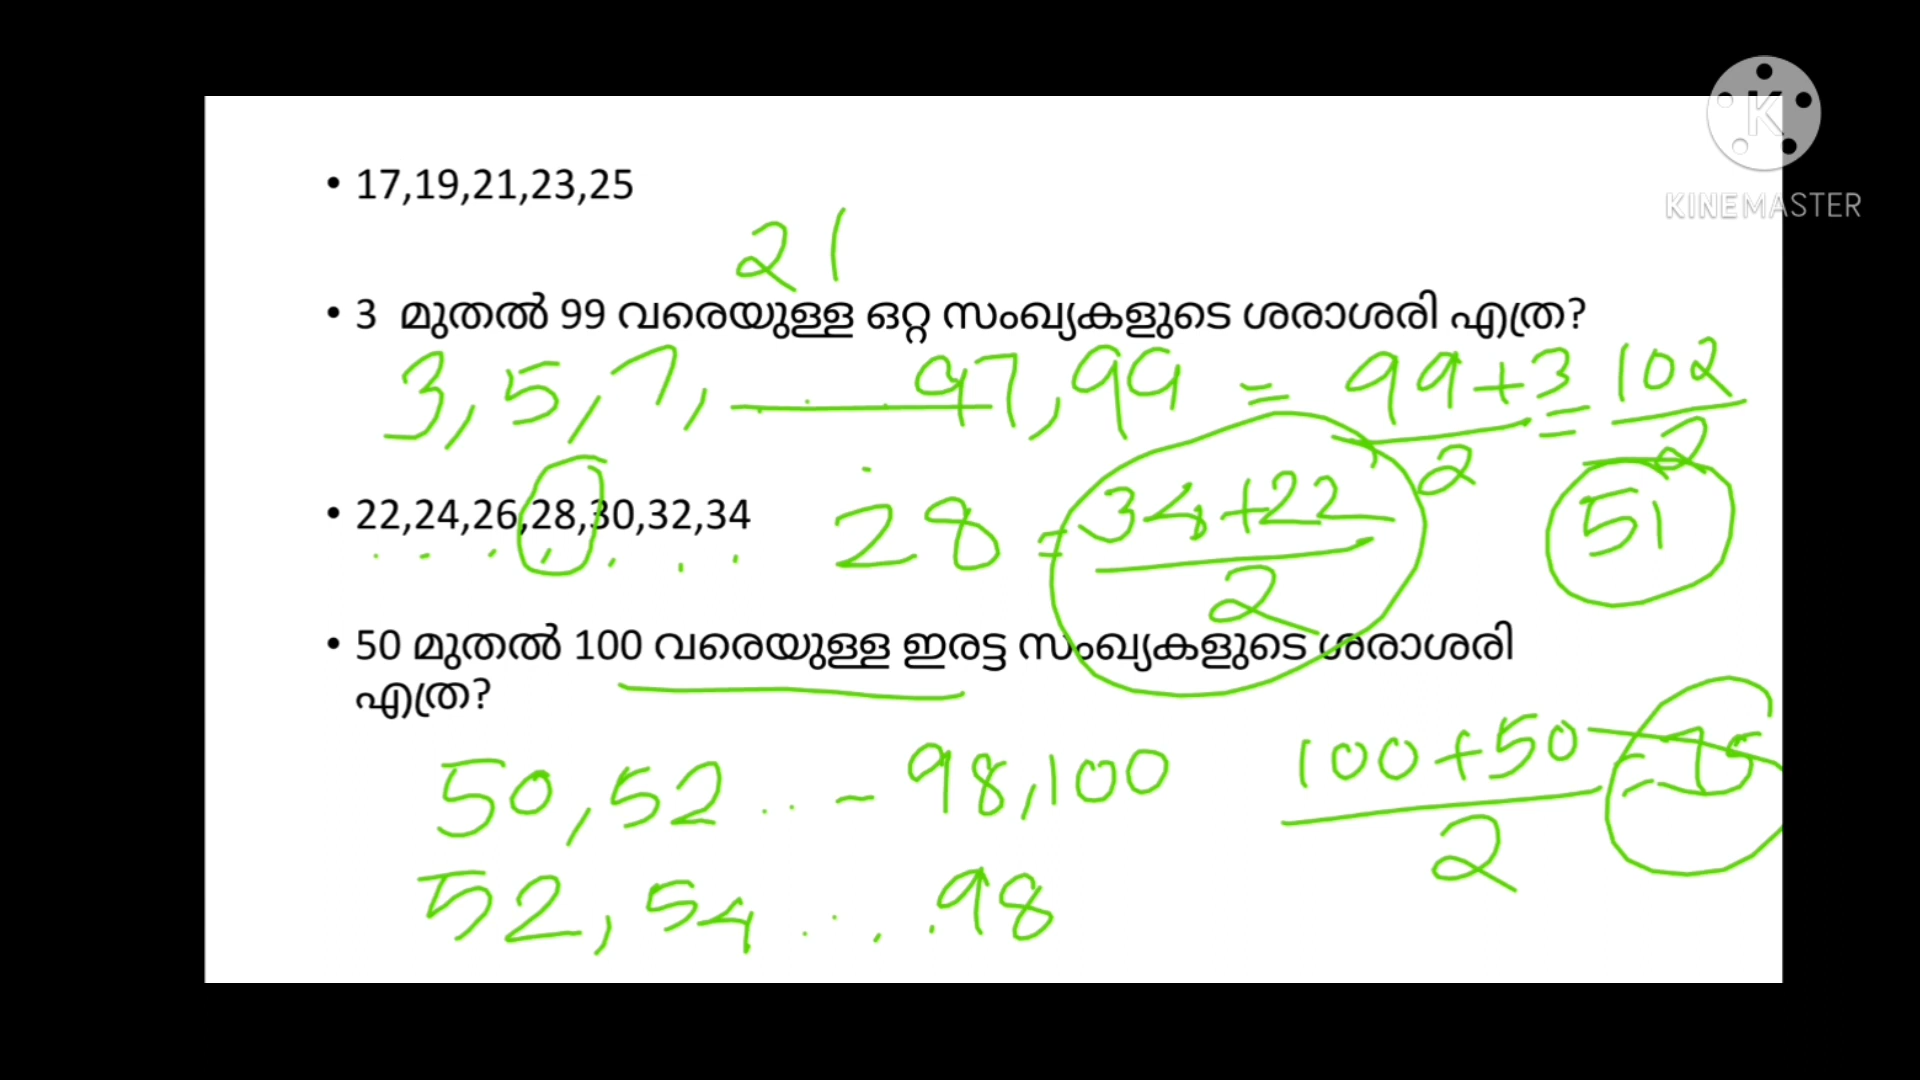 K
KINEMASTER
• 17,19,21,23,25
21
• 3 മുതൽ 99 വരെയുള്ള ഒറ്റ സംഖ്യകളുടെ ശരാശരി എത്ര?
3,5,7, ... 97,99 = 99+3/2 = 102/2
51
• 22,24,26,28,30,32,34
28 = 34+22/2
• 50 മുതൽ 100 വരെയുള്ള ഇരട്ട സംഖ്യകളുടെ ശരാശരി
എത്ര?
50,52 .. - 98,100
100+50/2 = 75
52,54 .... 98